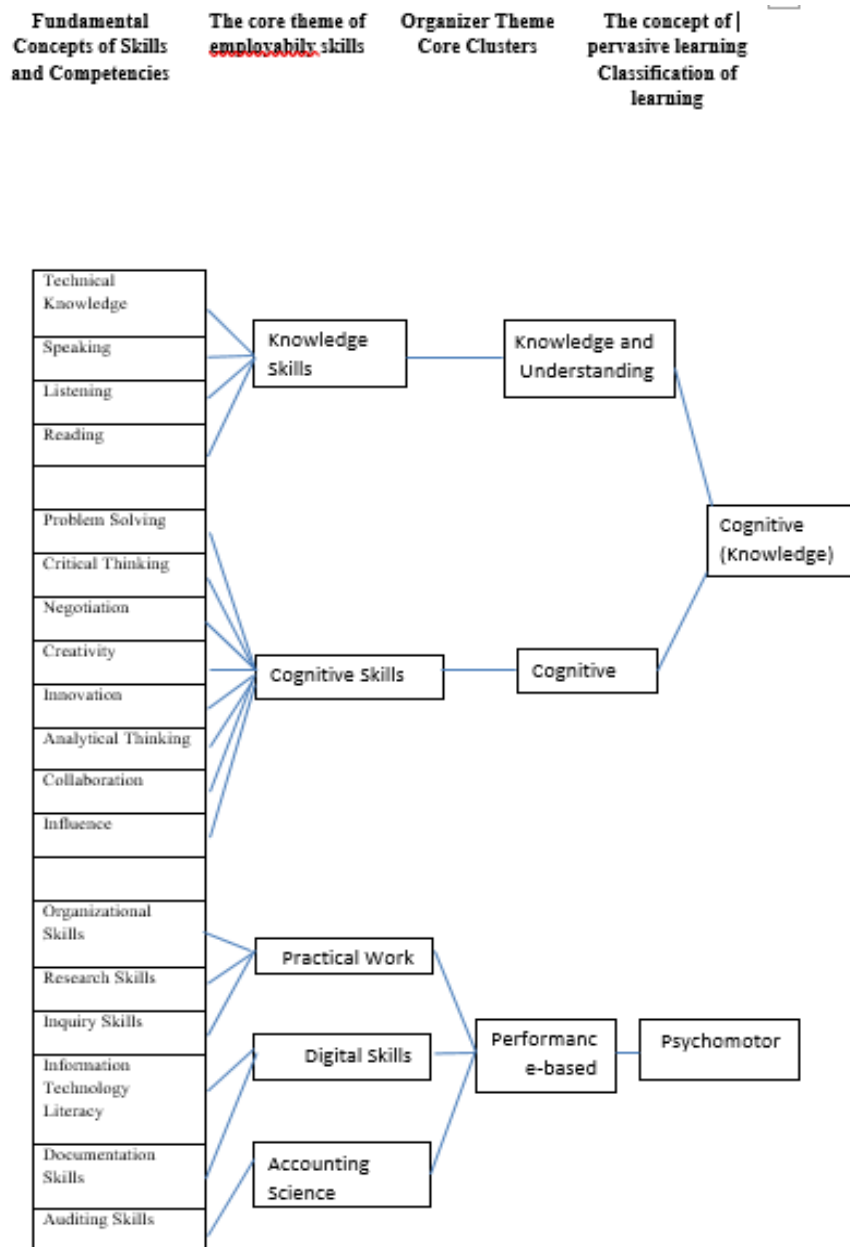 Fundamental
Concepts of Skills
and Competencies
The core theme of
employabily skills
Organizer Theme
Core Clusters
The concept of
pervasive learning
Classification of
learning
Technical
Knowledge
Speaking
Listening
Reading
Problem Solving
Critical Thinking
Negotiation
Creativity
Innovation
Analytical Thinking
Collaboration
Influence
Organizational
Skills
Research Skills
Inquiry Skills
Information
Technology
Literacy
Documentation
Skills
Auditing Skills
Knowledge
Skills
Cognitive Skills
Practical Work
Digital Skills
Accounting
Science
Knowledge and
Understanding
Cognitive
Performanc
e-based
Cognitive
(Knowledge)
Psychomotor